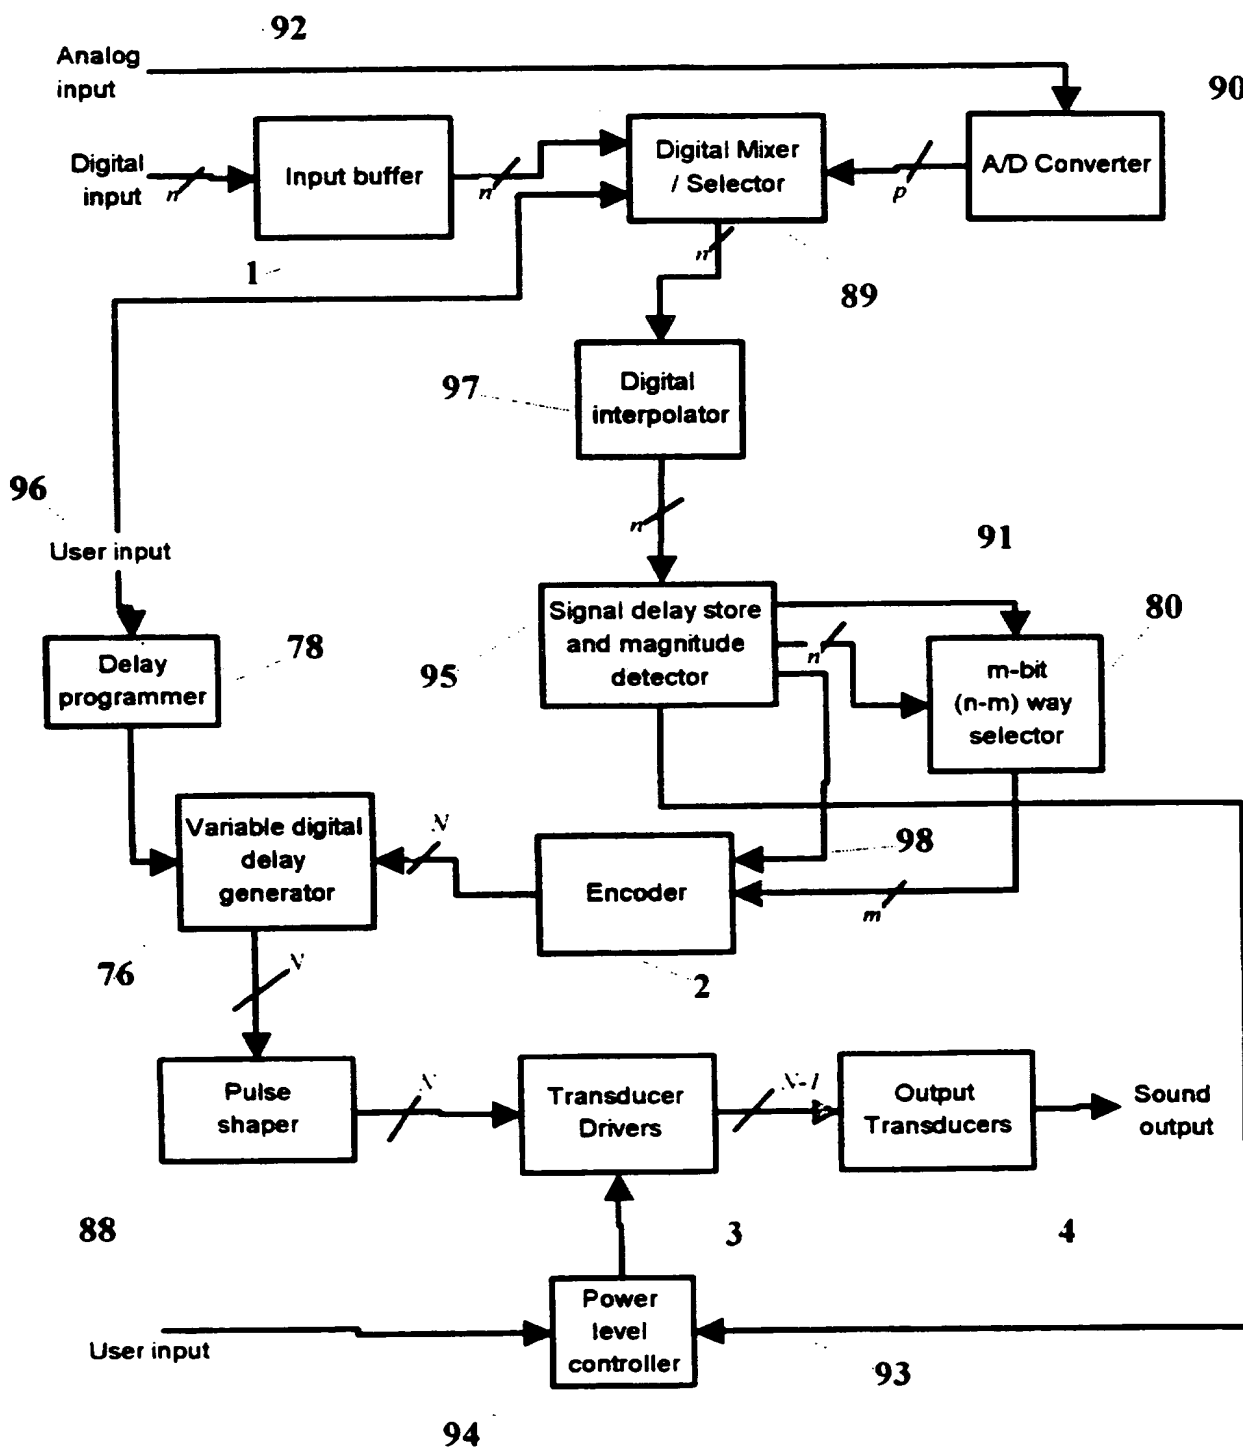 92
Analog
input
90
Digital
input
n
Input buffer
n
Digital Mixer
/ Selector
p
A/D Converter
1
n
89
97
Digital
interpolator
96
n
User input
91
Signal delay store
and magnitude
detector
n
80
95
m-bit
(n-m) way
selector
Delay
programmer
78
Variable digital
delay
generator
N
98
Encoder
m
76
N
2
Pulse
shaper
N
Transducer
Drivers
N-1
Output
Transducers
Sound
output
88
3
4
Power
level
controller
User input
93
94